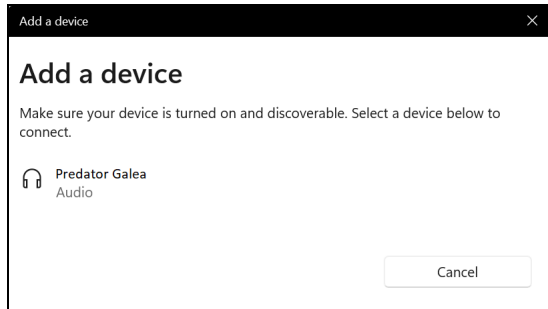 Add a device
Add a device
Make sure your device is turned on and discoverable. Select a device below to
connect.
Predator Galea
Audio
Cancel